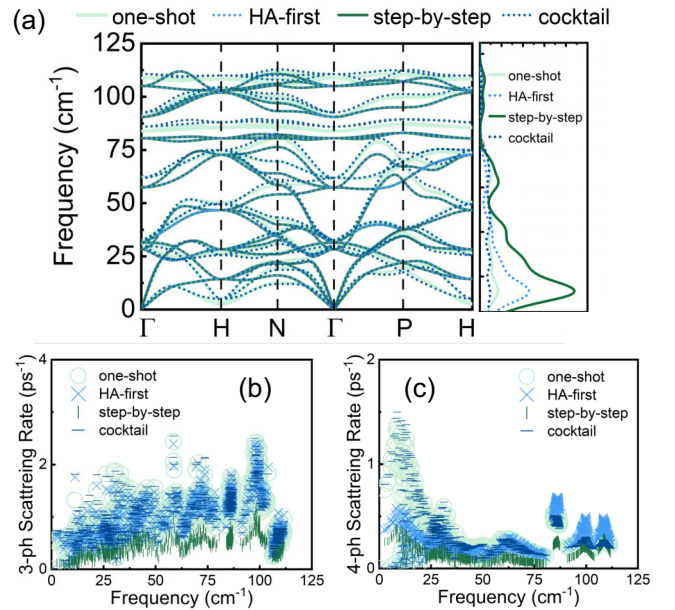 (a)
one-shot HA-first step-by-step cocktail
Frequency (cm⁻¹)
125
100
75
50
25
0
Γ H N Γ P H
one-shot
HA-first
step-by-step
cocktail
(b)
3-ph Scattreing Rate (ps⁻¹)
4
2
0
one-shot
HA-first
step-by-step
cocktail
0 25 50 75 100 125
Frequency (cm⁻¹)
(c)
4-ph Scattreing Rate (ps⁻¹)
2
1
0
one-shot
HA-first
step-by-step
cocktail
0 25 50 75 100 125
Frequency (cm⁻¹)